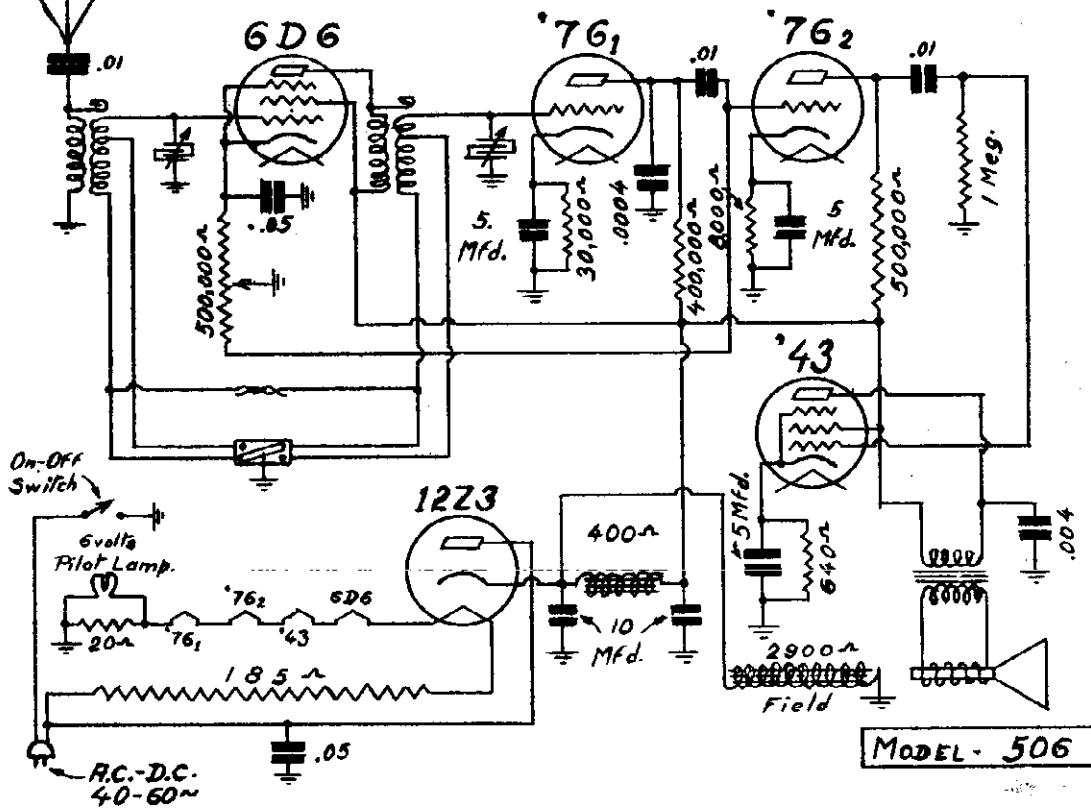 6D6
'76₁
'76₂
.01
.01
.01
.05
500,000Ω
5.
Mfd.
30,000Ω
.0004
400,000Ω
8000Ω
5
Mfd.
500,000Ω
1 Meg.
'43
On-Off
Switch
6 volts
Pilot Lamp.
20Ω
'76₁
'76₂
'43
6D6
12Z3
400Ω
10
Mfd.
5 Mfd.
640Ω
.004
185Ω
2900Ω
Field
.05
A.C.-D.C.
40-60~
MODEL - 506